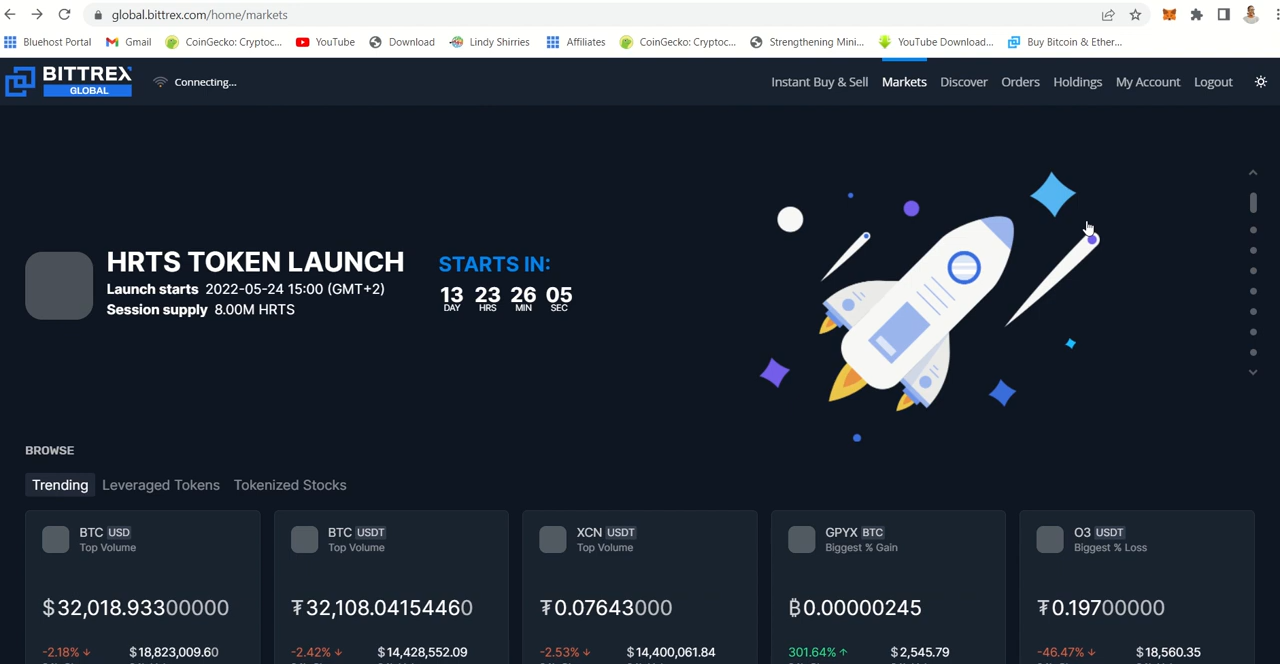 global.bittrex.com/home/markets
Bluehost Portal Gmail CoinGecko: Cryptoc... YouTube Download Lindy Shirries Affiliates CoinGecko: Cryptoc... Strengthening Mini... YouTube Download... Buy Bitcoin & Ether...
BITTREX
GLOBAL
Connecting...
Instant Buy & Sell Markets Discover Orders Holdings My Account Logout
HRTS TOKEN LAUNCH
Launch starts 2022-05-24 15:00 (GMT+2)
Session supply 8.00M HRTS
STARTS IN:
13 23 26 05
DAY HRS MIN SEC
BROWSE
Trending Leveraged Tokens Tokenized Stocks
BTC USD
Top Volume
$32,018.93300000
-2.18% ↓ $18,823,009.60
BTC USDT
Top Volume
₮32,108.04154460
-2.42% ↓ $14,428,552.09
XCN USDT
Top Volume
₮0.07643000
-2.53% ↓ $14,400,061.84
GPYX BTC
Biggest % Gain
₿0.00000245
301.64% ↑ $2,545.79
O3 USDT
Biggest % Loss
₮0.19700000
-46.47% ↓ $18,560.35